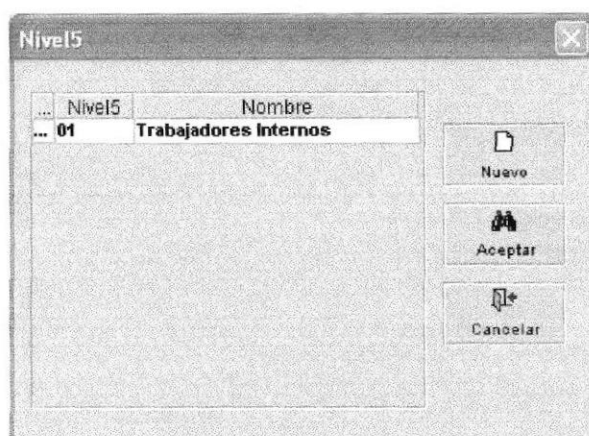 Nivel5
... Nivel5 Nombre
... 01 Trabajadores Internos
Nuevo
Aceptar
Cancelar